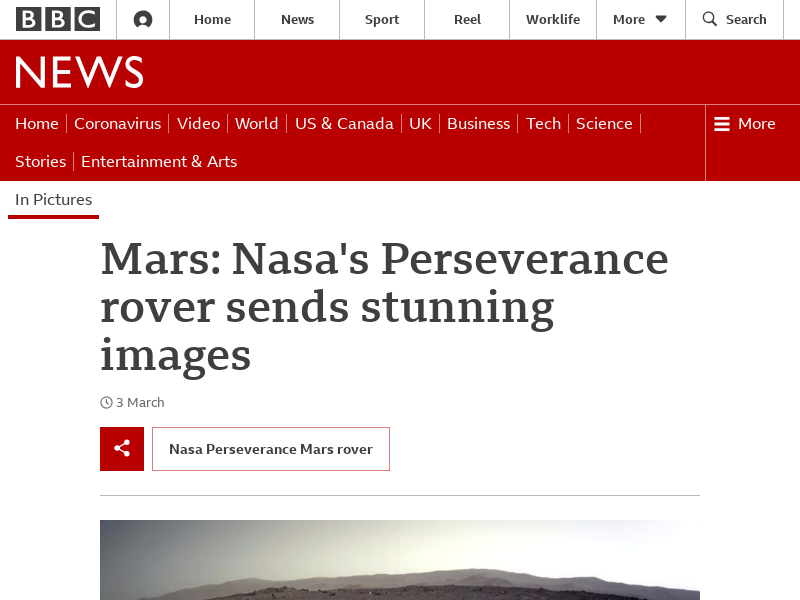 BBC Home News Sport Reel Worklife More Search
NEWS
Home Coronavirus Video World US & Canada UK Business Tech Science More
Stories Entertainment & Arts
In Pictures
Mars: Nasa's Perseverance
rover sends stunning
images
3 March
Nasa Perseverance Mars rover